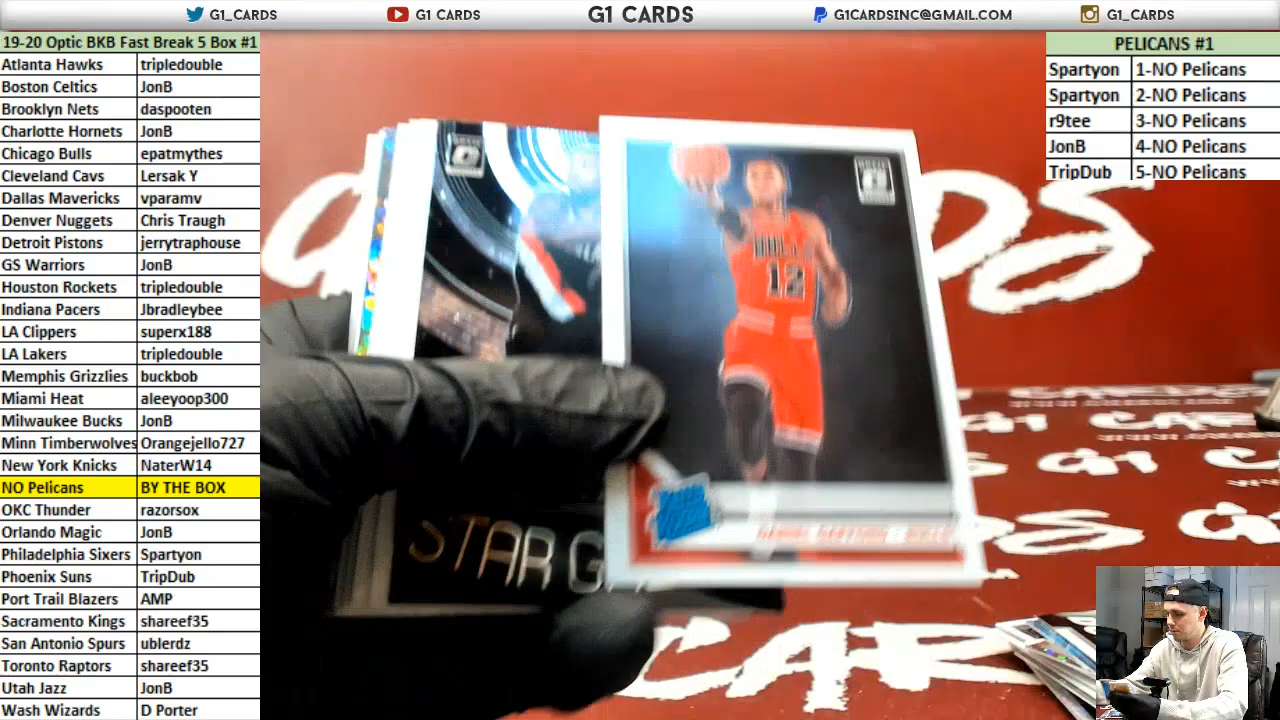 G1_CARDS
G1 CARDS
G1 CARDS
G1CARDSINC@GMAIL.COM
G1_CARDS
19-20 Optic BKB Fast Break 5 Box #1
Atlanta Hawks tripledouble
Boston Celtics JonB
Brooklyn Nets daspooten
Charlotte Hornets JonB
Chicago Bulls epatmythes
Cleveland Cavs Lersak Y
Dallas Mavericks vparamv
Denver Nuggets Chris Traugh
Detroit Pistons jerrytraphouse
GS Warriors JonB
Houston Rockets tripledouble
Indiana Pacers Jbradleybee
LA Clippers superx188
LA Lakers tripledouble
Memphis Grizzlies buckbob
Miami Heat aleeyoop300
Milwaukee Bucks JonB
Minn Timberwolves Orangejello727
New York Knicks NaterW14
NO Pelicans BY THE BOX
OKC Thunder razorsox
Orlando Magic JonB
Philadelphia Sixers Spartyon
Phoenix Suns TripDub
Port Trail Blazers AMP
Sacramento Kings shareef35
San Antonio Spurs ublerdz
Toronto Raptors shareef35
Utah Jazz JonB
Wash Wizards D Porter
PELICANS #1
Spartyon 1-NO Pelicans
Spartyon 2-NO Pelicans
r9tee 3-NO Pelicans
JonB 4-NO Pelicans
TripDub 5-NO Pelicans
BULLS
12
STAR G
CARDS
G1 CARDS